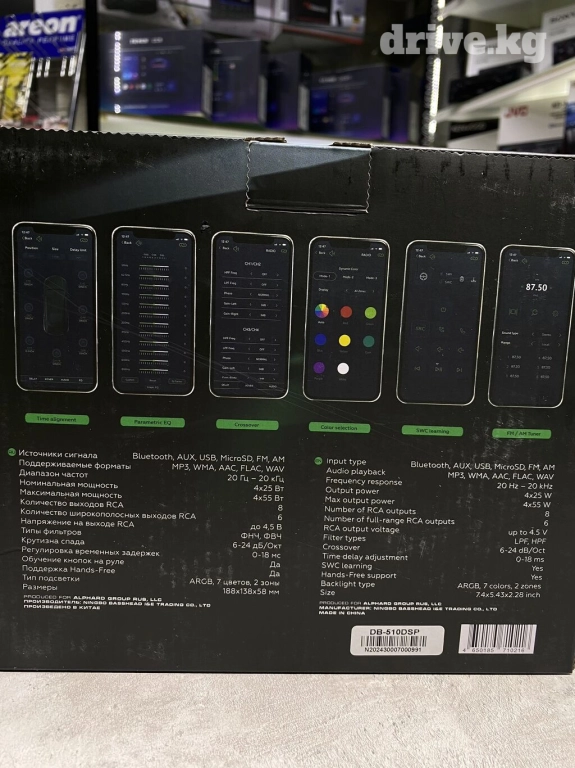 areon
drive.kg
SONY
JVC
Time alignment
Parametric EQ
Crossover
Color selection
SWC learning
FM / AM Tuner
87.50
CH1/CH2
CH3/CH4
Источники сигнала Bluetooth, AUX, USB, MicroSD, FM, AM
Поддерживаемые форматы MP3, WMA, AAC, FLAC, WAV
Диапазон частот 20 Гц – 20 кГц
Номинальная мощность 4x25 Вт
Максимальная мощность 4x55 Вт
Количество выходов RCA 8
Количество широкополосных выходов RCA 6
Напряжение на выходе RCA до 4,5 В
Типы фильтров ФНЧ, ФВЧ
Крутизна спада 6-24 дБ/Окт
Регулировка временных задержек 0-18 мс
Обучение кнопок на руле Да
Поддержка Hands-Free Да
Тип подсветки ARGB, 7 цветов, 2 зоны
Размеры 188x138x58 мм
PRODUCED FOR ALPHARD GROUP RUS, LLC
ПРОИЗВОДИТЕЛЬ: NINGBO BASSHEAD I&E TRADING CO., LTD
ПРОИЗВЕДЕНО В КИТАЕ
Input type Bluetooth, AUX, USB, MicroSD, FM, AM
Audio playback MP3, WMA, AAC, FLAC, WAV
Frequency response 20 Hz – 20 kHz
Output power 4x25 W
Max output power 4x55 W
Number of RCA outputs 8
Number of full-range RCA outputs 6
RCA output voltage up to 4.5 V
Filter types LPF, HPF
Crossover 6-24 dB/Oct
Time delay adjustment 0-18 ms
SWC learning Yes
Hands-Free support Yes
Backlight type ARGB, 7 colors, 2 zones
Size 7.4x5.43x2.28 inch
PRODUCED FOR ALPHARD GROUP RUS, LLC
MANUFACTURER: NINGBO BASSHEAD I&E TRADING CO., LTD
MADE IN CHINA
DB-510DSP
N202430007000991
4 650185 710216